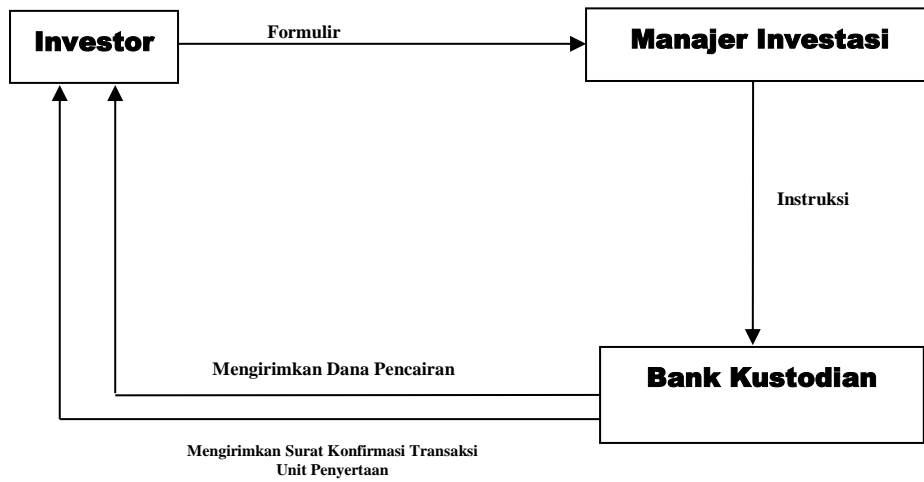 Investor
Formulir
Manajer Investasi
Instruksi
Mengirimkan Dana Pencairan
Bank Kustodian
Mengirimkan Surat Konfirmasi Transaksi
Unit Penyertaan